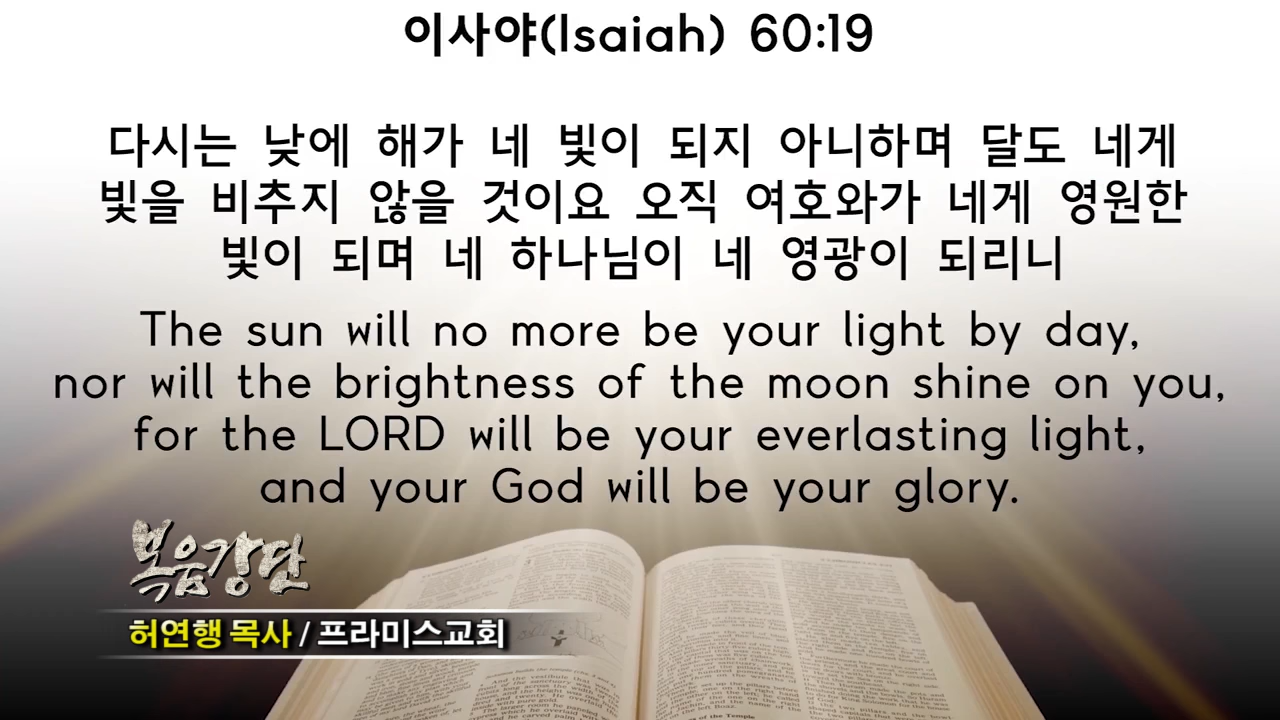 이사야(Isaiah) 60:19
다시는 낮에 해가 네 빛이 되지 아니하며 달도 네게
빛을 비추지 않을 것이요 오직 여호와가 네게 영원한
빛이 되며 네 하나님이 네 영광이 되리니
The sun will no more be your light by day,
nor will the brightness of the moon shine on you,
for the LORD will be your everlasting light,
and your God will be your glory.
복음강단
허연행 목사 / 프라미스교회